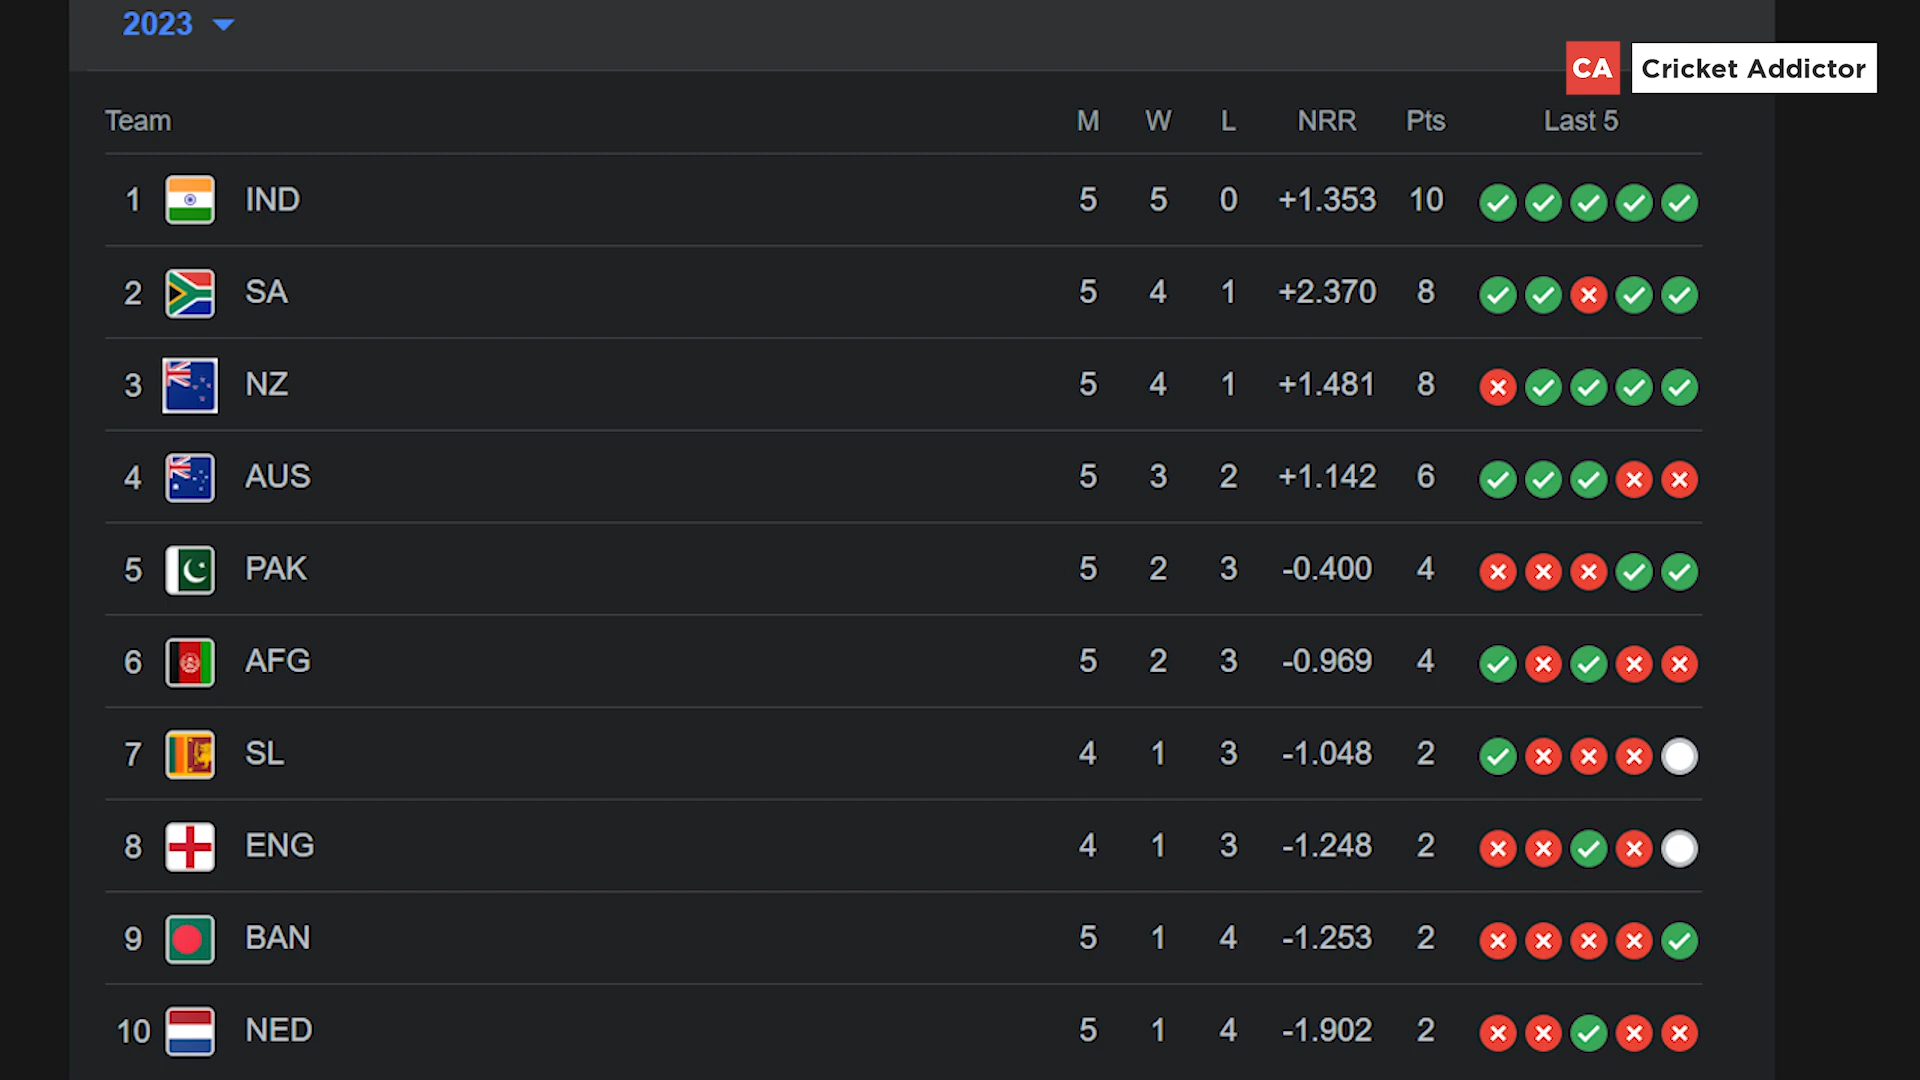 2023
CA Cricket Addictor
Team M W L NRR Pts Last 5
1 IND 5 5 0 +1.353 10
2 SA 5 4 1 +2.370 8
3 NZ 5 4 1 +1.481 8
4 AUS 5 3 2 +1.142 6
5 PAK 5 2 3 -0.400 4
6 AFG 5 2 3 -0.969 4
7 SL 4 1 3 -1.048 2
8 ENG 4 1 3 -1.248 2
9 BAN 5 1 4 -1.253 2
10 NED 5 1 4 -1.902 2